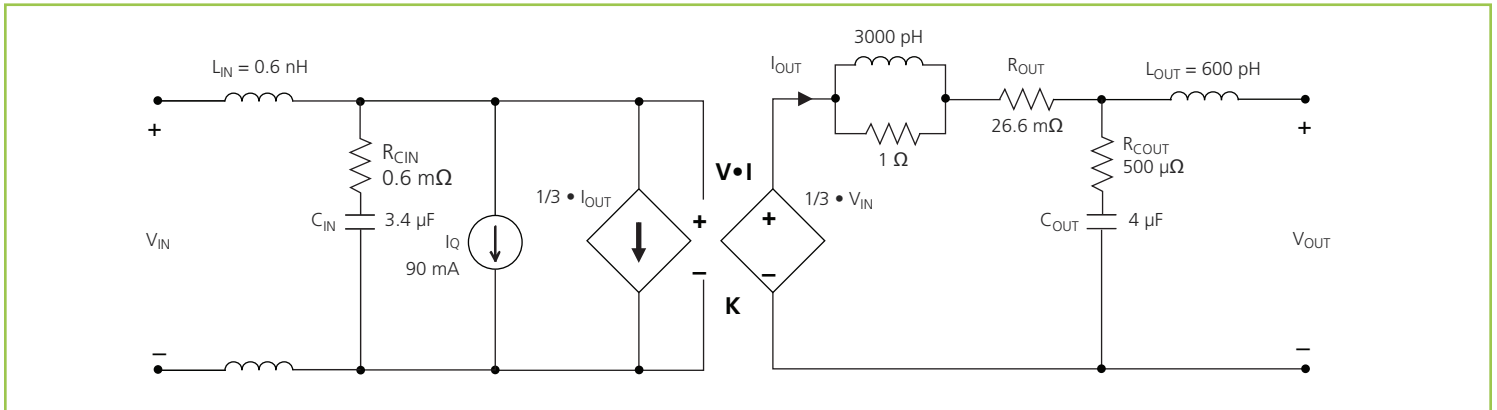 L_IN = 0.6 nH
+
V_IN
–
R_CIN
0.6 mΩ
C_IN 3.4 µF
I_Q
90 mA
1/3 • I_OUT
+
–
V•I
K
+
–
1/3 • V_IN
I_OUT
3000 pH
1 Ω
R_OUT
26.6 mΩ
R_COUT
500 µΩ
C_OUT 4 µF
L_OUT = 600 pH
+
V_OUT
–